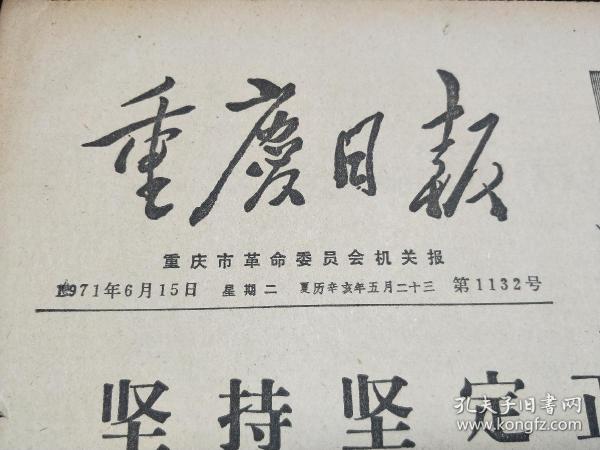 重慶日报
重庆市革命委员会机关报
1971年6月15日 星期二 夏历辛亥年五月二十三 第1132号
坚持坚定正
孔夫子旧书网
www.kongfz.com